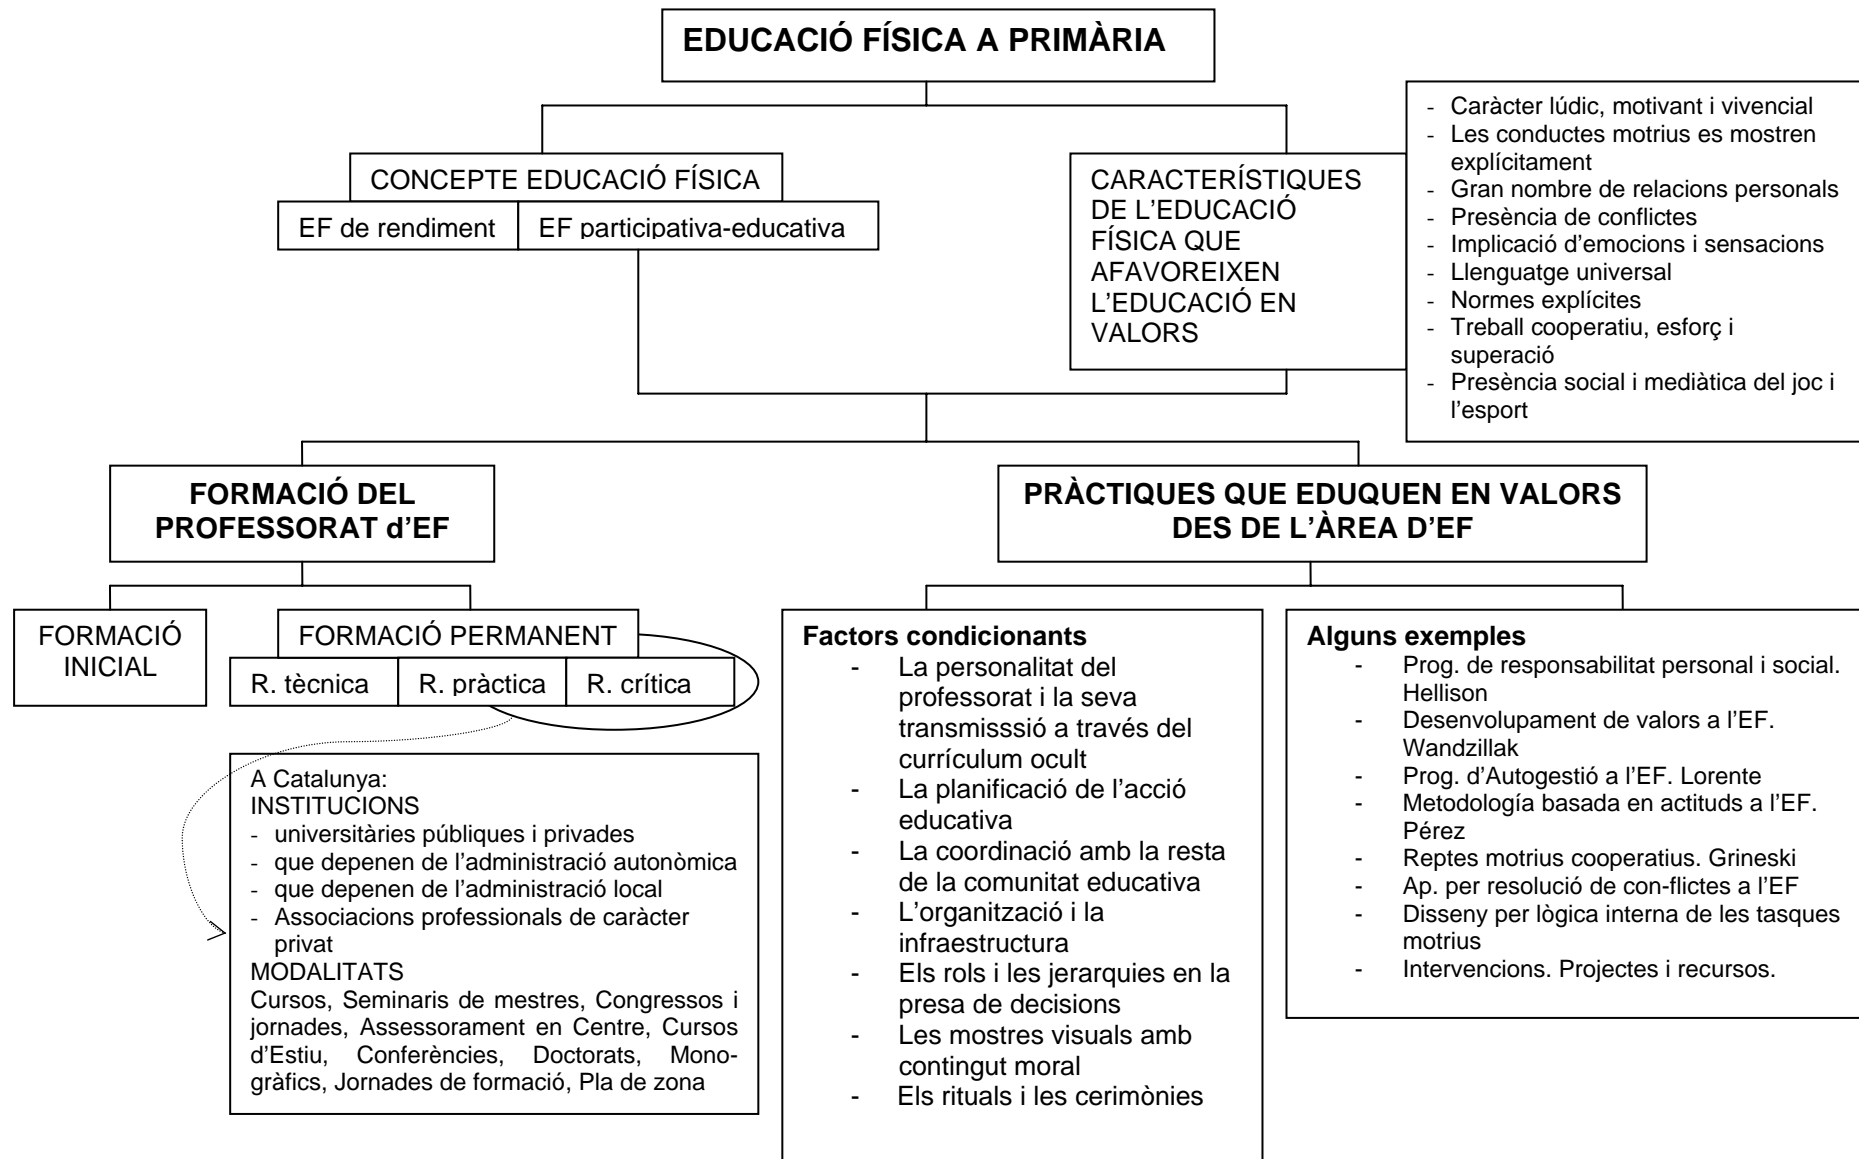 EDUCACIÓ FÍSICA A PRIMÀRIA
CONCEPTE EDUCACIÓ FÍSICA
EF de rendiment
EF participativa-educativa
CARACTERÍSTIQUES
DE L'EDUCACIÓ
FÍSICA QUE
AFAVOREIXEN
L'EDUCACIÓ EN
VALORS
- Caràcter lúdic, motivant i vivencial
- Les conductes motrius es mostren
explícitament
- Gran nombre de relacions personals
- Presència de conflictes
- Implicació d'emocions i sensacions
- Llenguatge universal
- Normes explícites
- Treball cooperatiu, esforç i
superació
- Presència social i mediàtica del joc i
l'esport
FORMACIÓ DEL
PROFESSORAT d'EF
FORMACIÓ
INICIAL
FORMACIÓ PERMANENT
R. tècnica
R. pràctica
R. crítica
A Catalunya:
INSTITUCIONS
- universitàries públiques i privades
- que depenen de l'administració autonòmica
- que depenen de l'administració local
- Associacions professionals de caràcter
privat
MODALITATS
Cursos, Seminaris de mestres, Congressos i
jornades, Assessorament en Centre, Cursos
d'Estiu, Conferències, Doctorats, Mono-
gràfics, Jornades de formació, Pla de zona
PRÀCTIQUES QUE EDUQUEN EN VALORS
DES DE L'ÀREA D'EF
Factors condicionants
- La personalitat del
professorat i la seva
transmisssió a través del
currículum ocult
- La planificació de l'acció
educativa
- La coordinació amb la resta
de la comunitat educativa
- L'organització i la
infraestructura
- Els rols i les jerarquies en la
presa de decisions
- Les mostres visuals amb
contingut moral
- Els rituals i les cerimònies
Alguns exemples
- Prog. de responsabilitat personal i social.
Hellison
- Desenvolupament de valors a l'EF.
Wandzillak
- Prog. d'Autogestió a l'EF. Lorente
- Metodología basada en actituds a l'EF.
Pérez
- Reptes motrius cooperatius. Grineski
- Ap. per resolució de con-flictes a l'EF
- Disseny per lògica interna de les tasques
motrius
- Intervencions. Projectes i recursos.